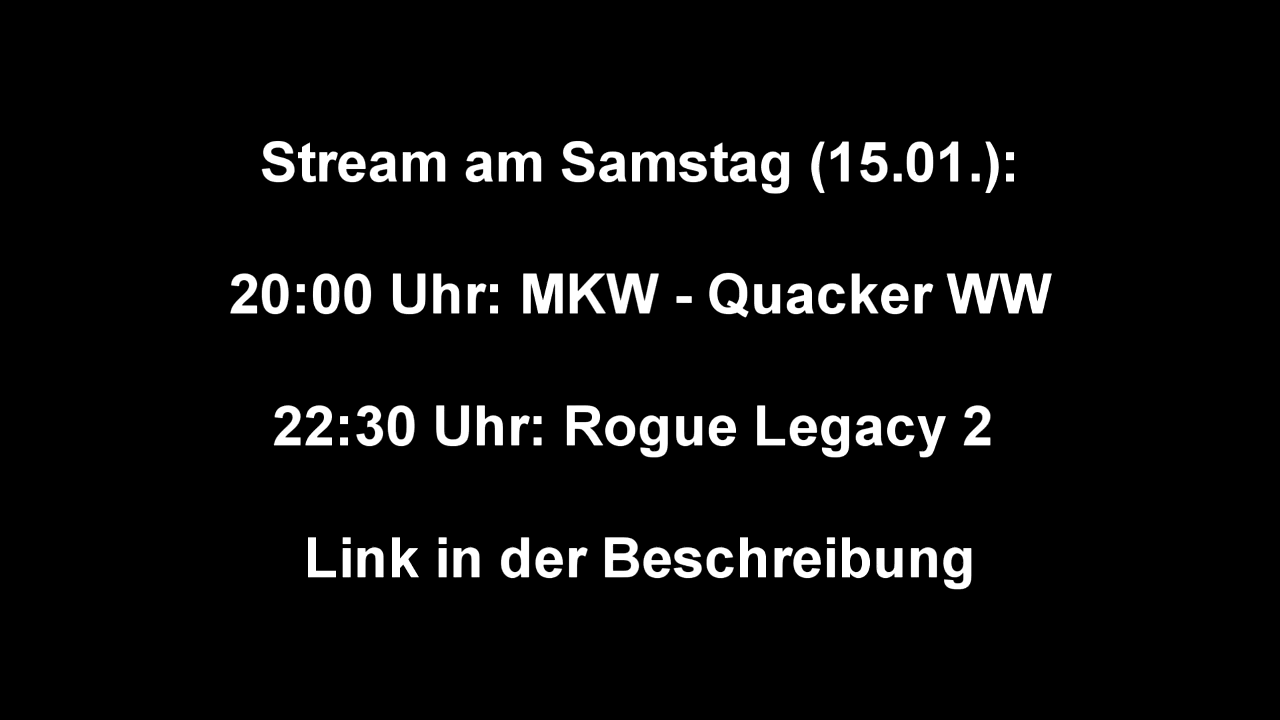 Stream am Samstag (15.01.):
20:00 Uhr: MKW - Quacker WW
22:30 Uhr: Rogue Legacy 2
Link in der Beschreibung